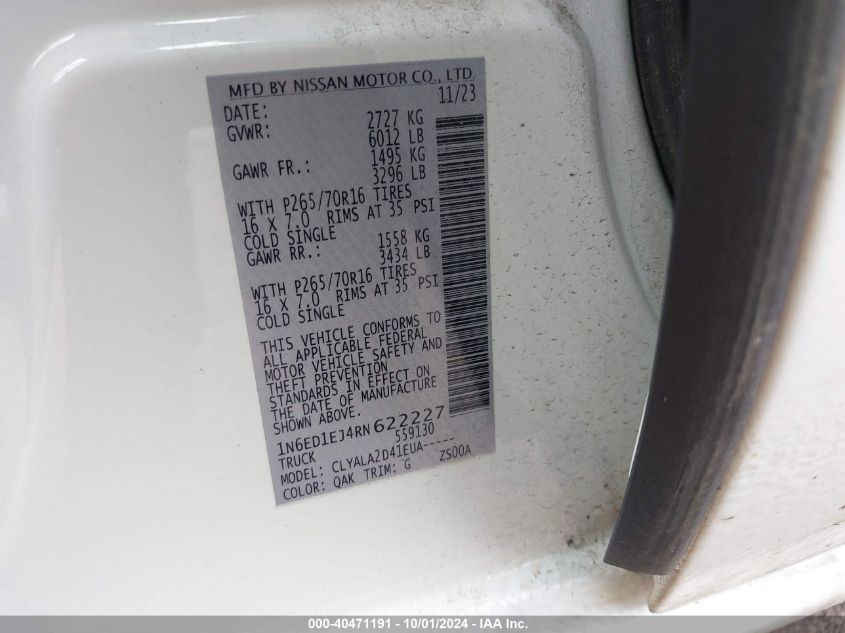 MFD BY NISSAN MOTOR CO., LTD.
DATE: 11/23
GVWR: 2727 KG
6012 LB
GAWR FR.: 1495 KG
3296 LB
WITH P265/70R16 TIRES
16 X 7.0 RIMS AT 35 PSI
COLD SINGLE
GAWR RR.: 1558 KG
3434 LB
WITH P265/70R16 TIRES
16 X 7.0 RIMS AT 35 PSI
COLD SINGLE
THIS VEHICLE CONFORMS TO
ALL APPLICABLE FEDERAL
MOTOR VEHICLE SAFETY AND
THEFT PREVENTION
STANDARDS IN EFFECT ON
THE DATE OF MANUFACTURE
SHOWN ABOVE.
1N6ED1EJ4RN622227
TRUCK 559130
MODEL: CLYALA2D41EUA-----
COLOR: QAK TRIM: G ZS00A
000-40471191 - 10/01/2024 - IAA Inc.